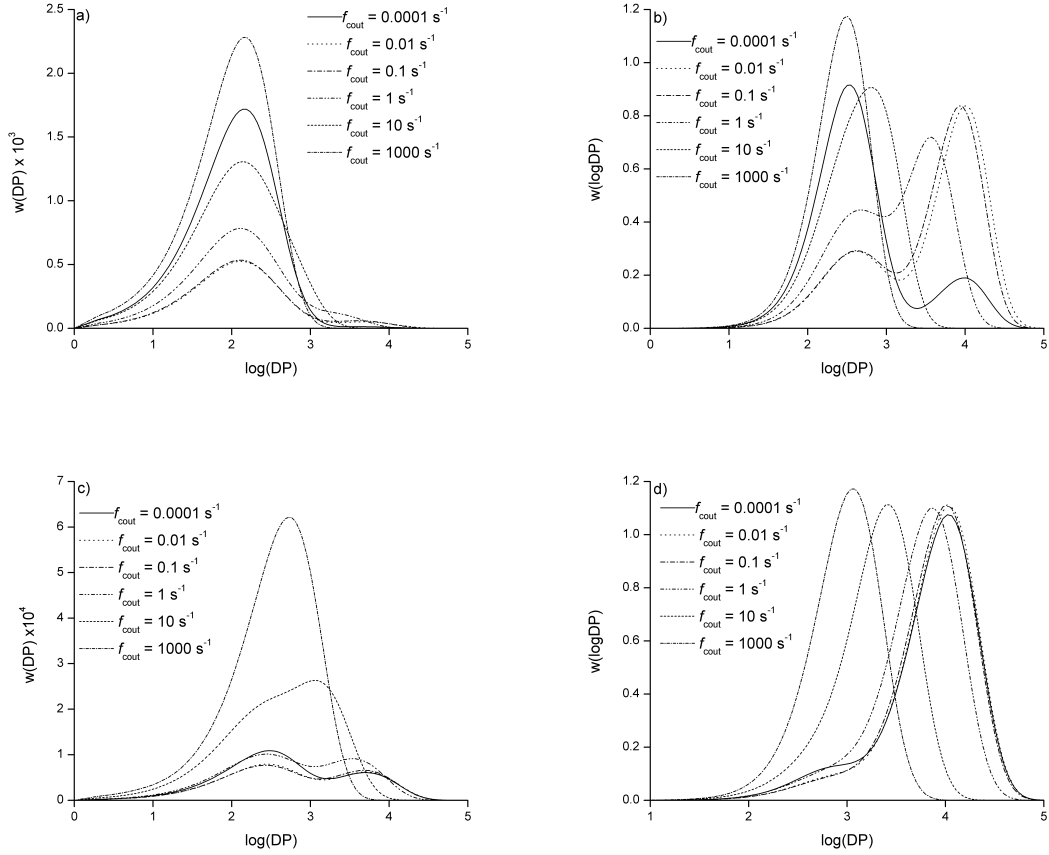 a)
f_cout = 0.0001 s⁻¹
f_cout = 0.01 s⁻¹
f_cout = 0.1 s⁻¹
f_cout = 1 s⁻¹
f_cout = 10 s⁻¹
f_cout = 1000 s⁻¹
w(DP) x 10³
2.5
2.0
1.5
1.0
0.5
0.0
0 1 2 3 4 5
log(DP)
b)
f_cout = 0.0001 s⁻¹
f_cout = 0.01 s⁻¹
f_cout = 0.1 s⁻¹
f_cout = 1 s⁻¹
f_cout = 10 s⁻¹
f_cout = 1000 s⁻¹
w(logDP)
1.2
1.0
0.8
0.6
0.4
0.2
0.0
0 1 2 3 4 5
log(DP)
c)
f_cout = 0.0001 s⁻¹
f_cout = 0.01 s⁻¹
f_cout = 0.1 s⁻¹
f_cout = 1 s⁻¹
f_cout = 10 s⁻¹
f_cout = 1000 s⁻¹
w(DP) x10⁴
7
6
5
4
3
2
1
0
0 1 2 3 4 5
log(DP)
d)
f_cout = 0.0001 s⁻¹
f_cout = 0.01 s⁻¹
f_cout = 0.1 s⁻¹
f_cout = 1 s⁻¹
f_cout = 10 s⁻¹
f_cout = 1000 s⁻¹
w(logDP)
1.2
1.0
0.8
0.6
0.4
0.2
0.0
1 2 3 4 5
log(DP)